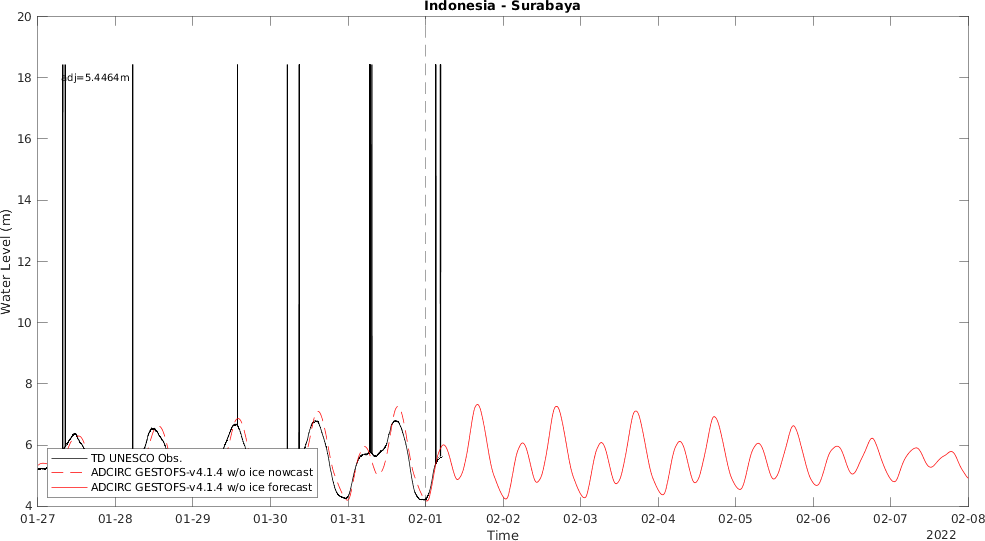 Indonesia - Surabaya
20
18
16
14
12
10
8
6
4
Water Level (m)
adj=5.4464m
TD UNESCO Obs.
ADCIRC GESTOFS-v4.1.4 w/o ice nowcast
ADCIRC GESTOFS-v4.1.4 w/o ice forecast
01-27 01-28 01-29 01-30 01-31 02-01 02-02 02-03 02-04 02-05 02-06 02-07 02-08
Time
2022